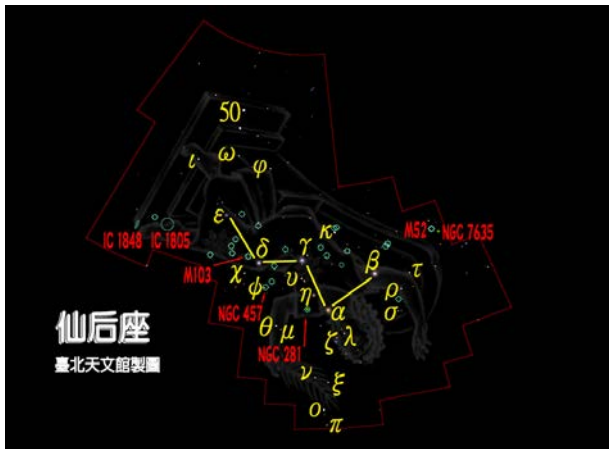 50
ι ω φ
ε
κ
M52 NGC 7635
IC 1848 IC 1805
δ γ
β τ
M103 χ
ψ υ
η
ρ
NGC 457
σ
α
仙后座
θ μ
ζ λ
NGC 281
臺北天文館製圖
ν ξ
ο
π